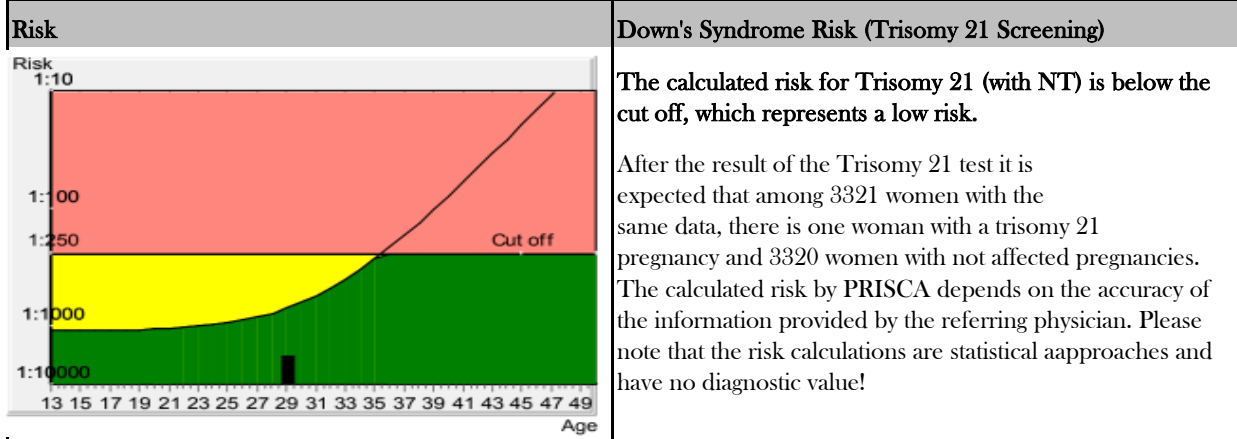 Risk
Down's Syndrome Risk (Trisomy 21 Screening)
Risk
1:10
1:100
1:250
Cut off
1:1000
1:10000
13 15 17 19 21 23 25 27 29 31 33 35 37 39 41 43 45 47 49
Age
The calculated risk for Trisomy 21 (with NT) is below the
cut off, which represents a low risk.
After the result of the Trisomy 21 test it is
expected that among 3321 women with the
same data, there is one woman with a trisomy 21
pregnancy and 3320 women with not affected pregnancies.
The calculated risk by PRISCA depends on the accuracy of
the information provided by the referring physician. Please
note that the risk calculations are statistical aapproaches and
have no diagnostic value!